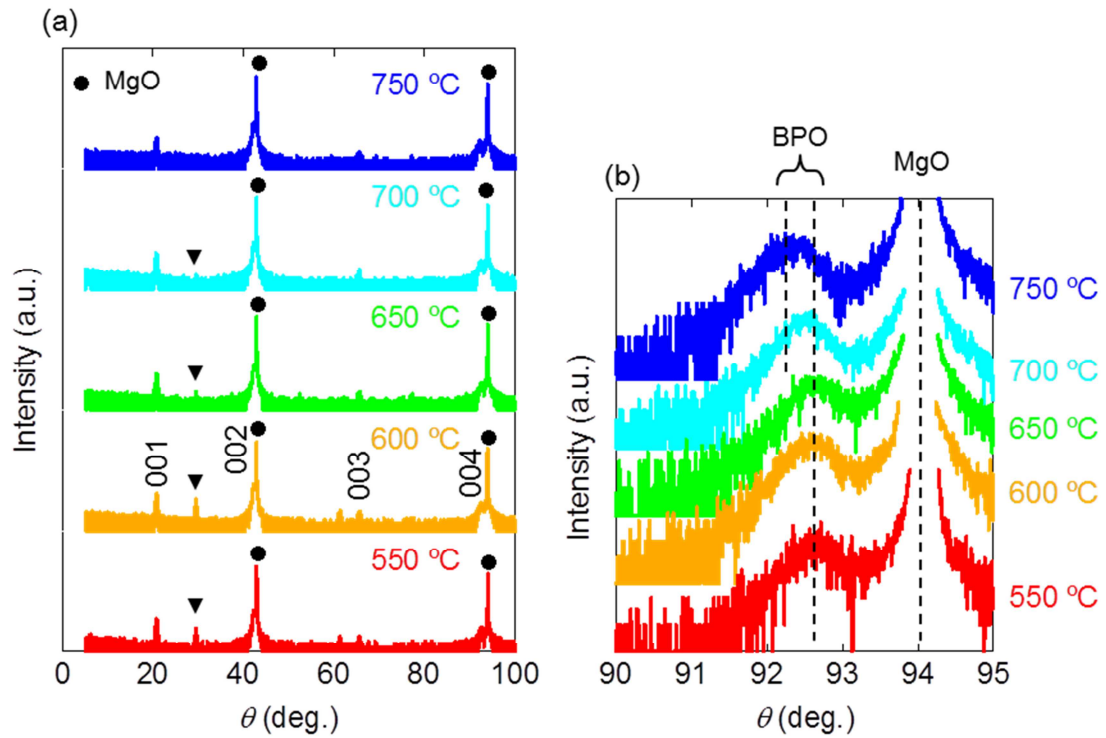 (a)
● MgO
750 ºC
700 ºC
650 ºC
600 ºC
550 ºC
001
002
003
004
Intensity (a.u.)
0 20 40 60 80 100
θ (deg.)
(b)
BPO
MgO
750 ºC
700 ºC
650 ºC
600 ºC
550 ºC
Intensity (a.u.)
90 91 92 93 94 95
θ (deg.)